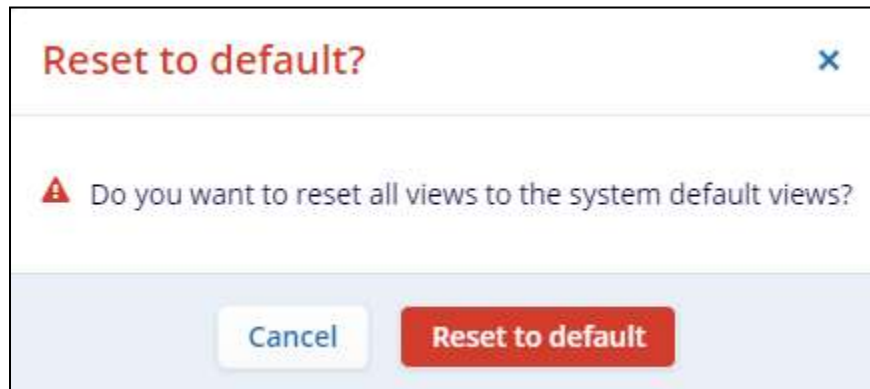 Reset to default?
Do you want to reset all views to the system default views?
Cancel
Reset to default